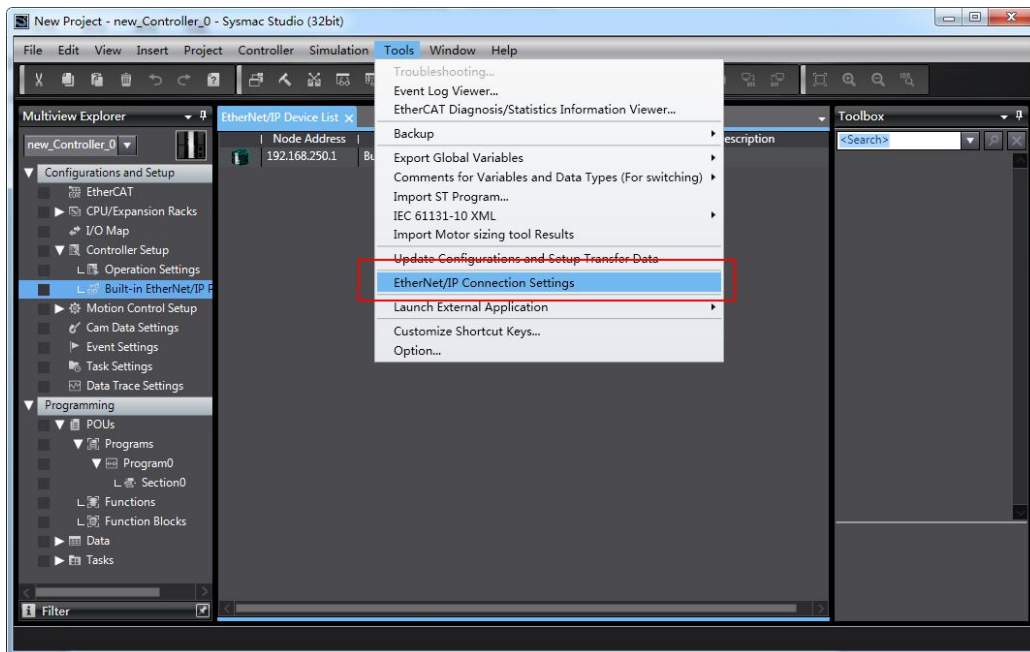 New Project - new_Controller_0 - Sysmac Studio (32bit)
File Edit View Insert Project Controller Simulation Tools Window Help
Multiview Explorer
new_Controller_0
Configurations and Setup
EtherCAT
CPU/Expansion Racks
I/O Map
Controller Setup
Operation Settings
Built-in EtherNet/IP P
Motion Control Setup
Cam Data Settings
Event Settings
Task Settings
Data Trace Settings
Programming
POUs
Programs
Program0
Section0
Functions
Function Blocks
Data
Tasks
Filter
EtherNet/IP Device List
Node Address
escription
192.168.250.1 Bu
Troubleshooting...
Event Log Viewer...
EtherCAT Diagnosis/Statistics Information Viewer...
Backup
Export Global Variables
Comments for Variables and Data Types (For switching)
Import ST Program...
IEC 61131-10 XML
Import Motor sizing tool Results
Update Configurations and Setup Transfer Data
EtherNet/IP Connection Settings
Launch External Application
Customize Shortcut Keys...
Option...
Toolbox
<Search>